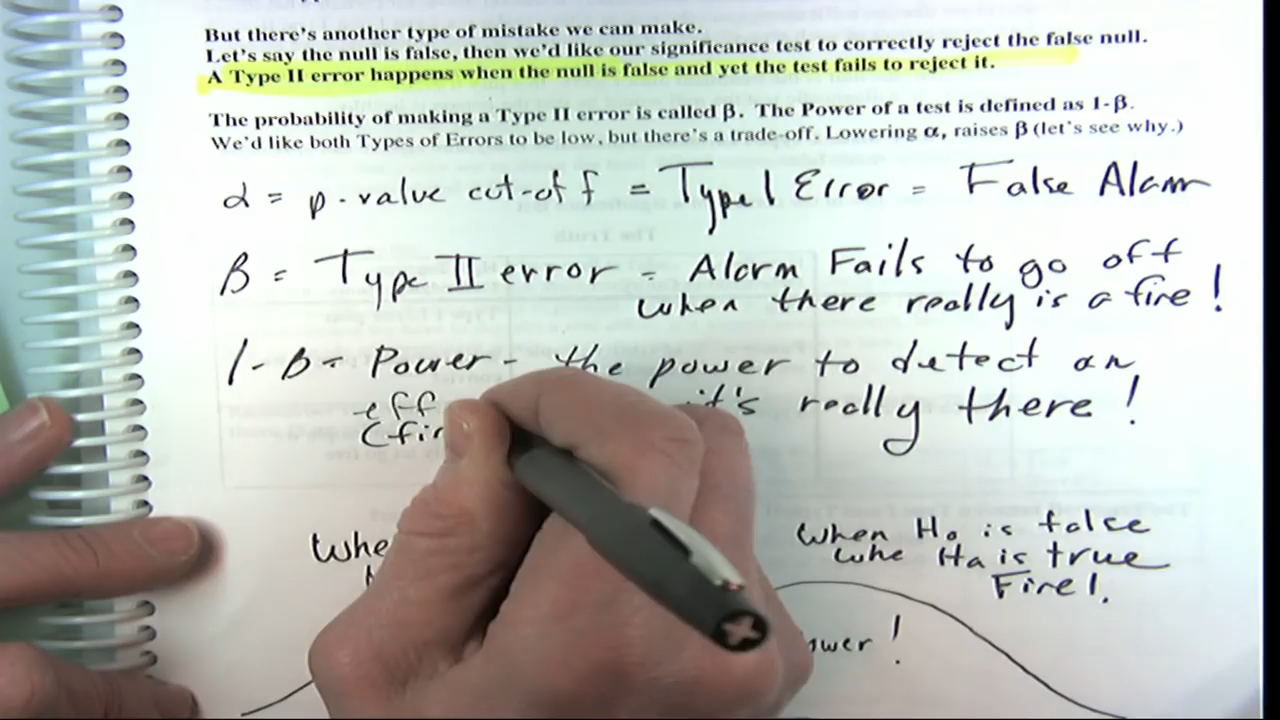 But there's another type of mistake we can make.
Let's say the null is false, then we'd like our significance test to correctly reject the false null.
A Type II error happens when the null is false and yet the test fails to reject it.
The probability of making a Type II error is called β. The Power of a test is defined as 1-β.
We'd like both Types of Errors to be low, but there's a trade-off. Lowering α, raises β (let's see why.)
α = p-value cut-off = Type I Error = False Alarm
β = Type II error - Alarm Fails to go off
when there really is a fire!
1-β = Power - the power to detect an
it's really there!
when Ho is false
whe Ha is true
Fire!